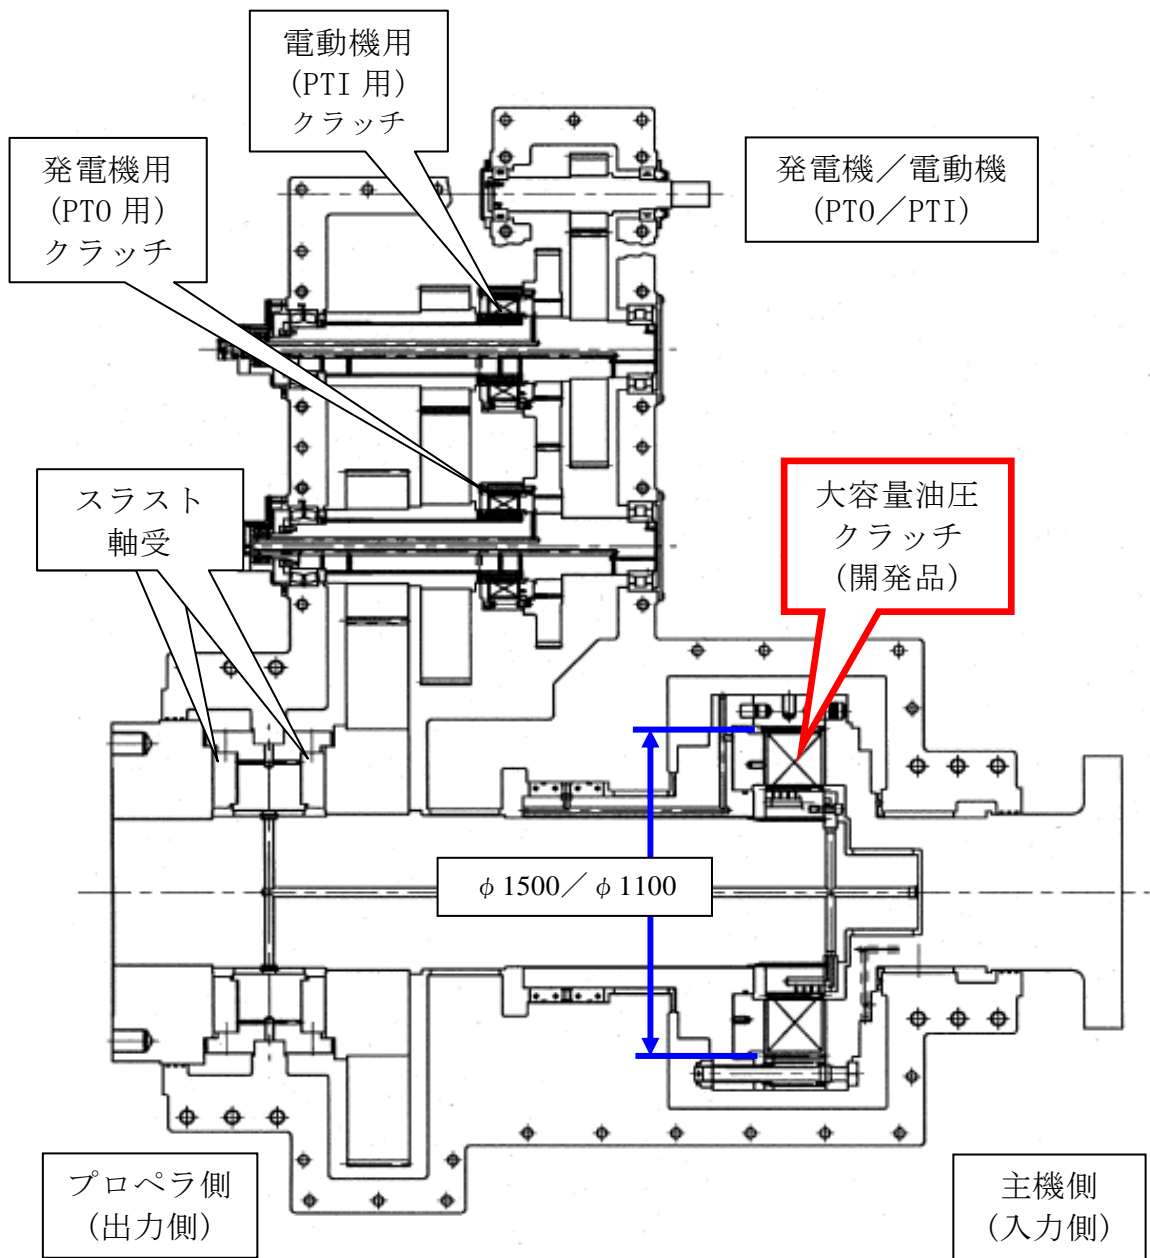 電動機用
(PTI 用)
クラッチ
発電機用
(PTO 用)
クラッチ
発電機／電動機
(PTO／PTI)
スラスト
軸受
大容量油圧
クラッチ
(開発品)
φ1500／φ1100
プロペラ側
(出力側)
主機側
(入力側)